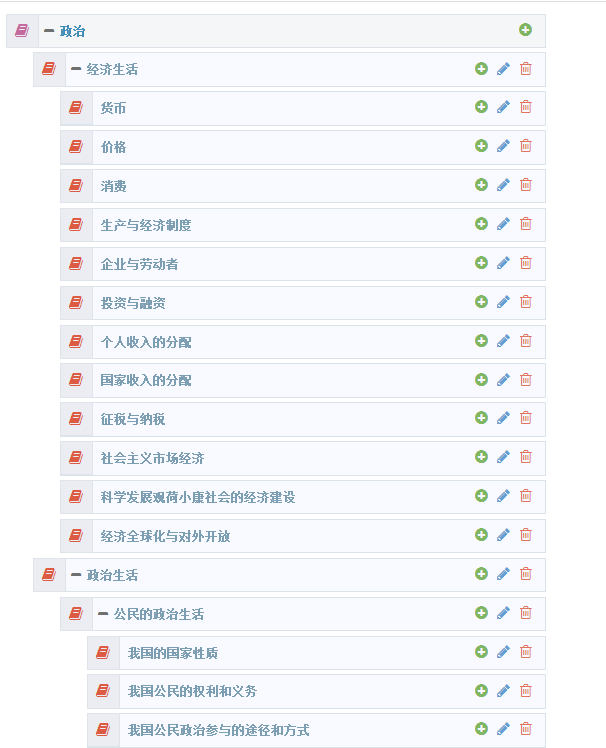 政治
经济生活
货币
价格
消费
生产与经济制度
企业与劳动者
投资与融资
个人收入的分配
国家收入的分配
征税与纳税
社会主义市场经济
科学发展观荷小康社会的经济建设
经济全球化与对外开放
政治生活
公民的政治生活
我国的国家性质
我国公民的权利和义务
我国公民政治参与的途径和方式